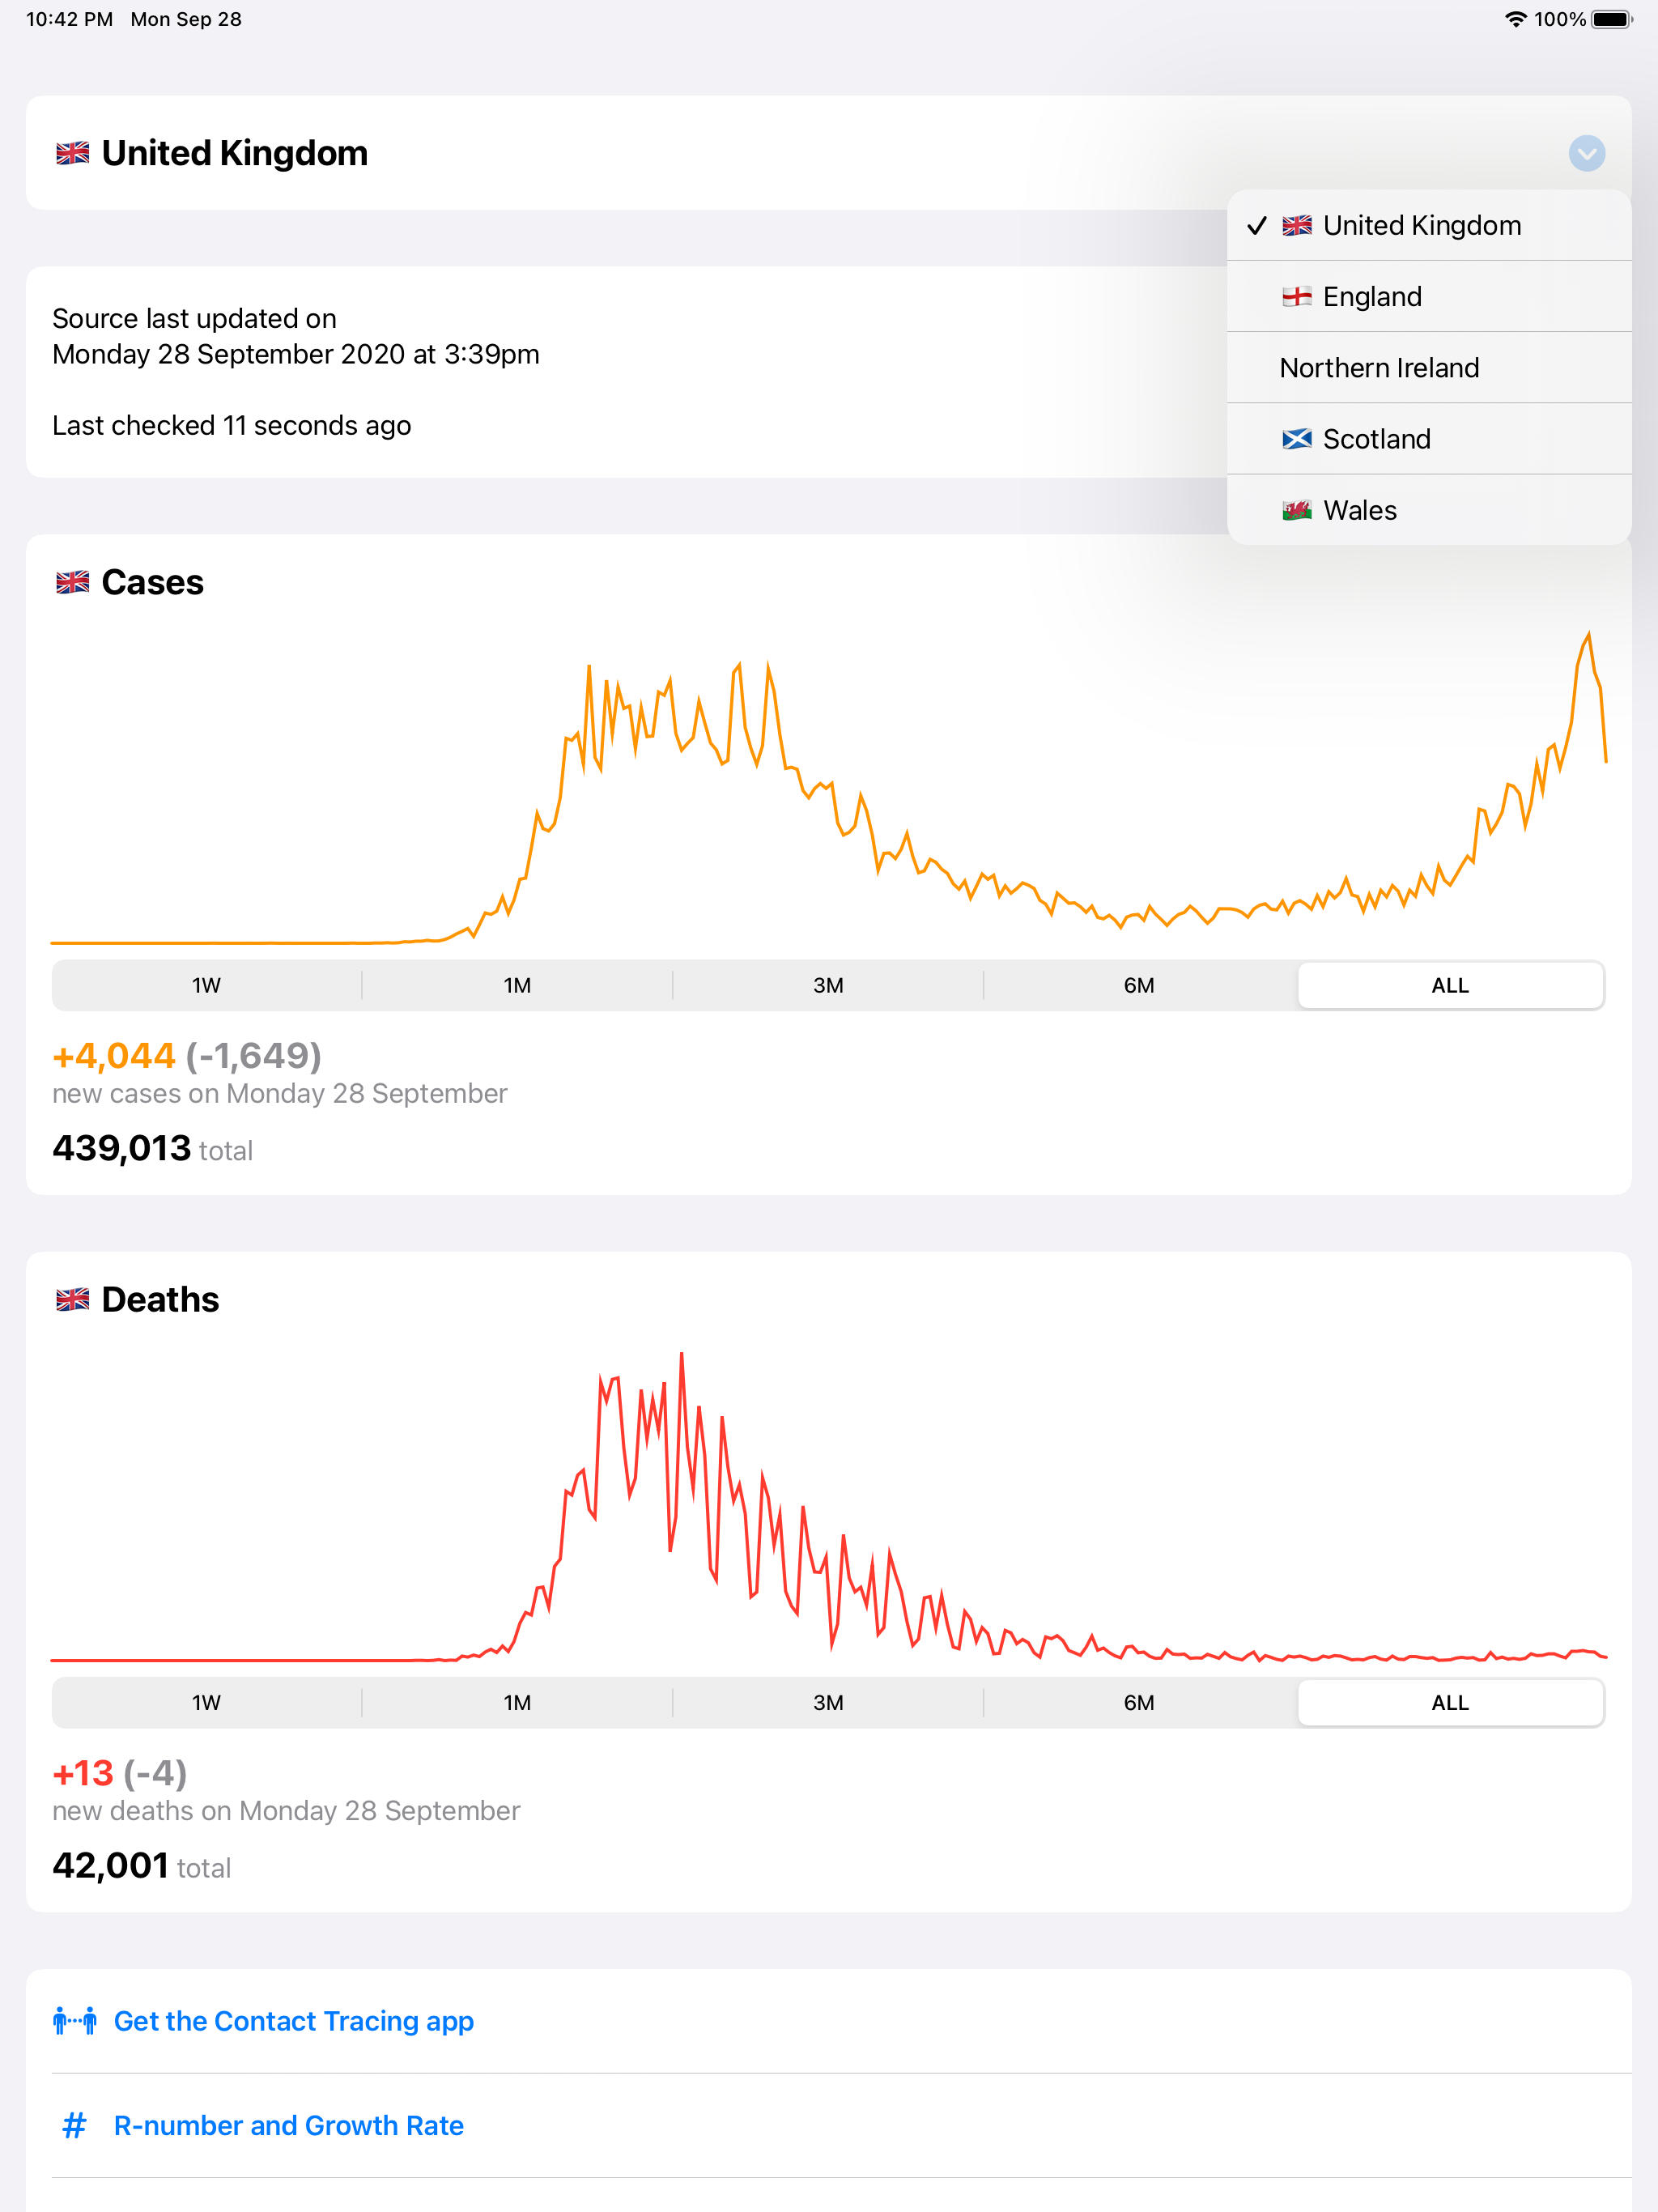 10:42 PM Mon Sep 28
100%
United Kingdom
United Kingdom
England
Northern Ireland
Scotland
Wales
Source last updated on
Monday 28 September 2020 at 3:39pm
Last checked 11 seconds ago
Cases
1W 1M 3M 6M ALL
+4,044 (-1,649)
new cases on Monday 28 September
439,013 total
Deaths
1W 1M 3M 6M ALL
+13 (-4)
new deaths on Monday 28 September
42,001 total
Get the Contact Tracing app
# R-number and Growth Rate